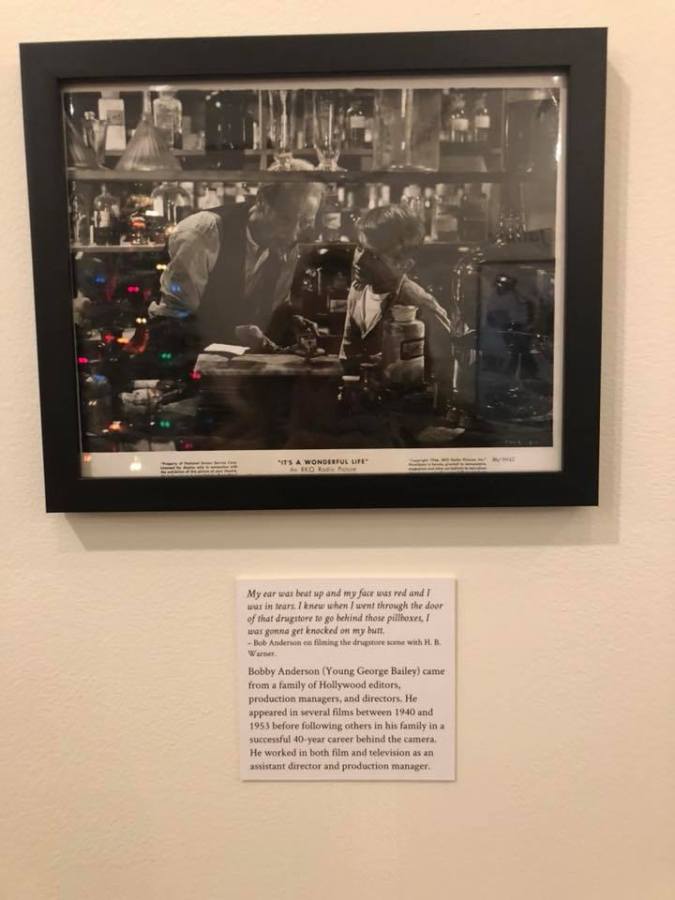 "IT'S A WONDERFUL LIFE"
An RKO Radio Picture
My ear was beat up and my face was red and I
was in tears. I knew when I went through the door
of that drugstore to go behind those pillboxes, I
was gonna get knocked on my butt.
– Bob Anderson on filming the drugstore scene with H. B.
Warner.
Bobby Anderson (Young George Bailey) came
from a family of Hollywood editors,
production managers, and directors. He
appeared in several films between 1940 and
1953 before following others in his family in a
successful 40-year career behind the camera.
He worked in both film and television as an
assistant director and production manager.